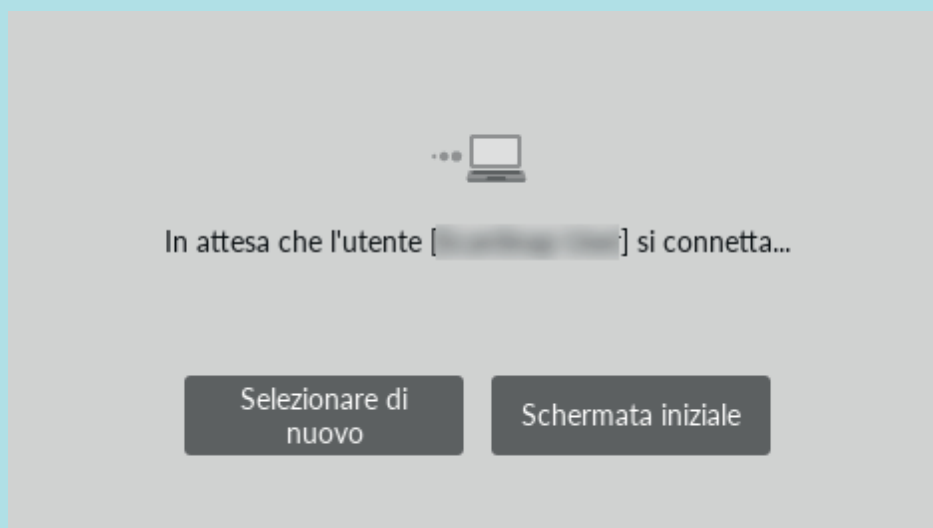 In attesa che l'utente [] si connetta...
Selezionare di
nuovo
Schermata iniziale